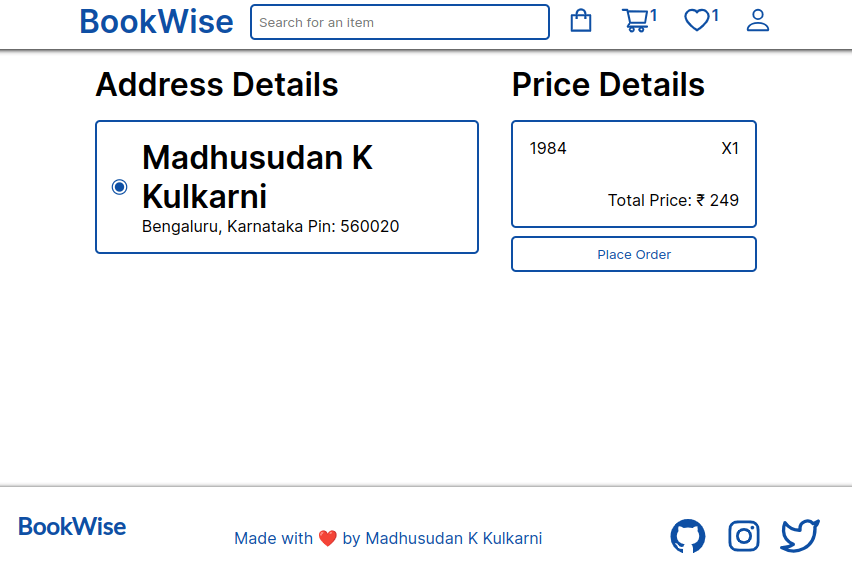 BookWise
Search for an item
1
1
Address Details
Madhusudan K
Kulkarni
Bengaluru, Karnataka Pin: 560020
Price Details
1984 X1
Total Price: ₹ 249
Place Order
BookWise
Made with ❤️ by Madhusudan K Kulkarni